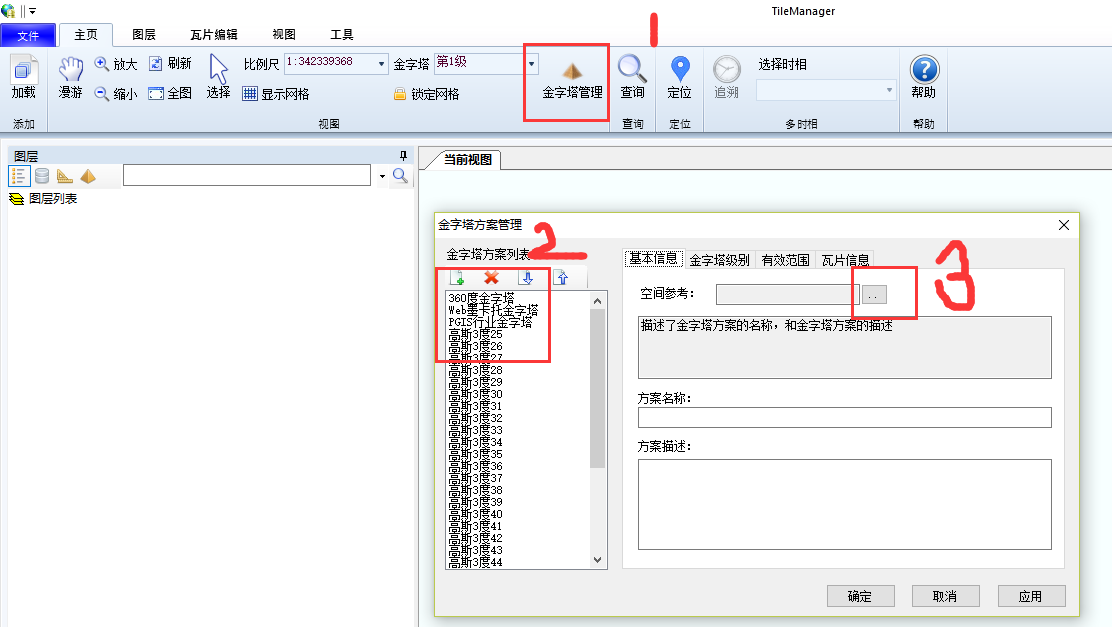 TileManager
文件 主页 图层 瓦片编辑 视图 工具
加载 漫游 放大 刷新 选择 比例尺 1:342339368 金字塔 第1级 金字塔管理 查询 定位 追溯 选择时相 帮助
缩小 全图 显示网格 锁定网格
添加 视图 查询 定位 多时相 帮助
1
图层
当前视图
图层列表
金字塔方案管理
2
金字塔方案列表
基本信息 金字塔级别 有效范围 瓦片信息
3
空间参考： ..
360度金字塔
Web墨卡托金字塔
PGIS行业金字塔
高斯3度25
高斯3度26
高斯3度27
高斯3度28
高斯3度29
高斯3度30
高斯3度31
高斯3度32
高斯3度33
高斯3度34
高斯3度35
高斯3度36
高斯3度37
高斯3度38
高斯3度39
高斯3度40
高斯3度41
高斯3度42
高斯3度43
高斯3度44
描述了金字塔方案的名称，和金字塔方案的描述
方案名称：
方案描述：
确定 取消 应用